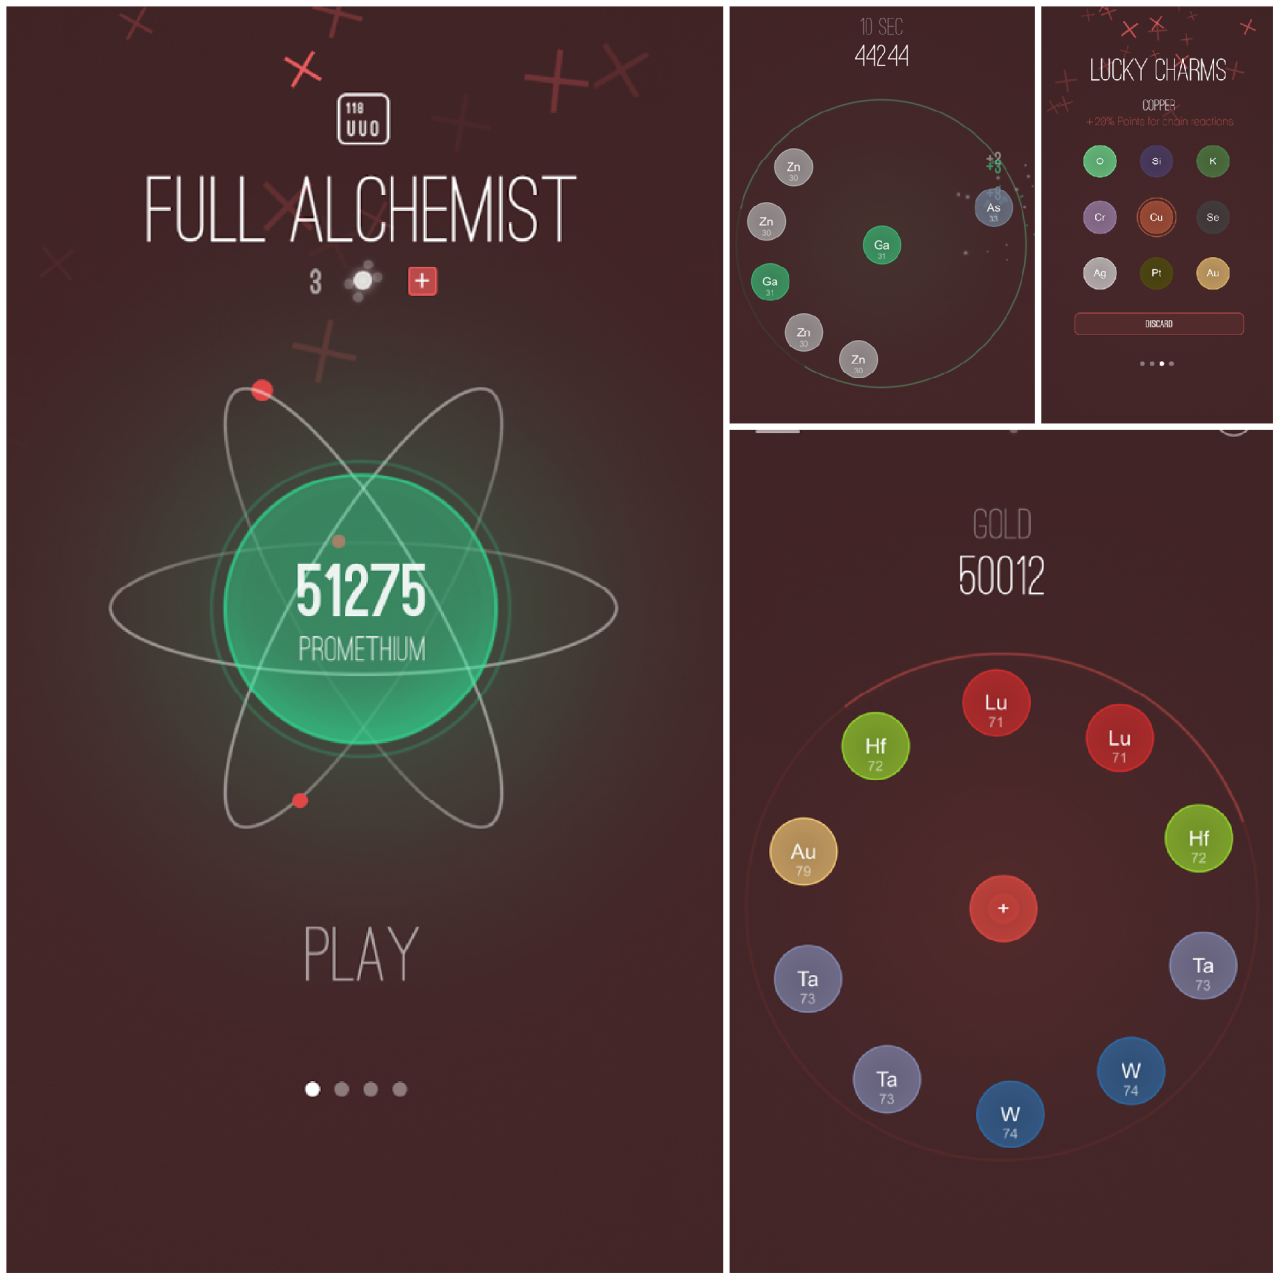 118
UUO
FULL ALCHEMIST
3 +
51275
PROMETHIUM
PLAY
10 SEC
44244
+2
+3
Zn
30
As
33
Zn
30
Ga
31
Ga
31
Zn
30
Zn
30
LUCKY CHARMS
COPPER
+20% Points for chain reactions
O Si K
Cr Cu Se
Ag Pt Au
DISCARD
GOLD
50012
Lu
71
Lu
71
Hf
72
Hf
72
Au
79
+
Ta
73
Ta
73
Ta
73
W
74
W
74